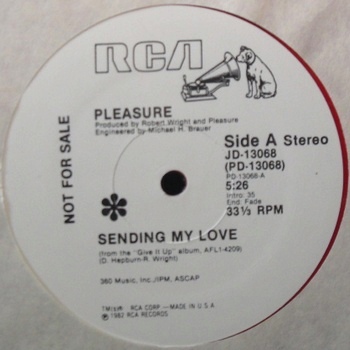 RCA
PLEASURE
Produced by Robert Wright and Pleasure
Engineered by Michael H. Brauer
NOT FOR SALE
Side A Stereo
JD-13068
(PD-13068)
PD-13068-A
5:26
Intro: 35
End: Fade
33⅓ RPM
SENDING MY LOVE
(from the "Give It Up" album, AFL1-4209)
(D. Hepburn-R. Wright)
360 Music, Inc./IPM, ASCAP
TM(s)® RCA CORP —MADE IN U.S.A.
℗ 1982 RCA RECORDS